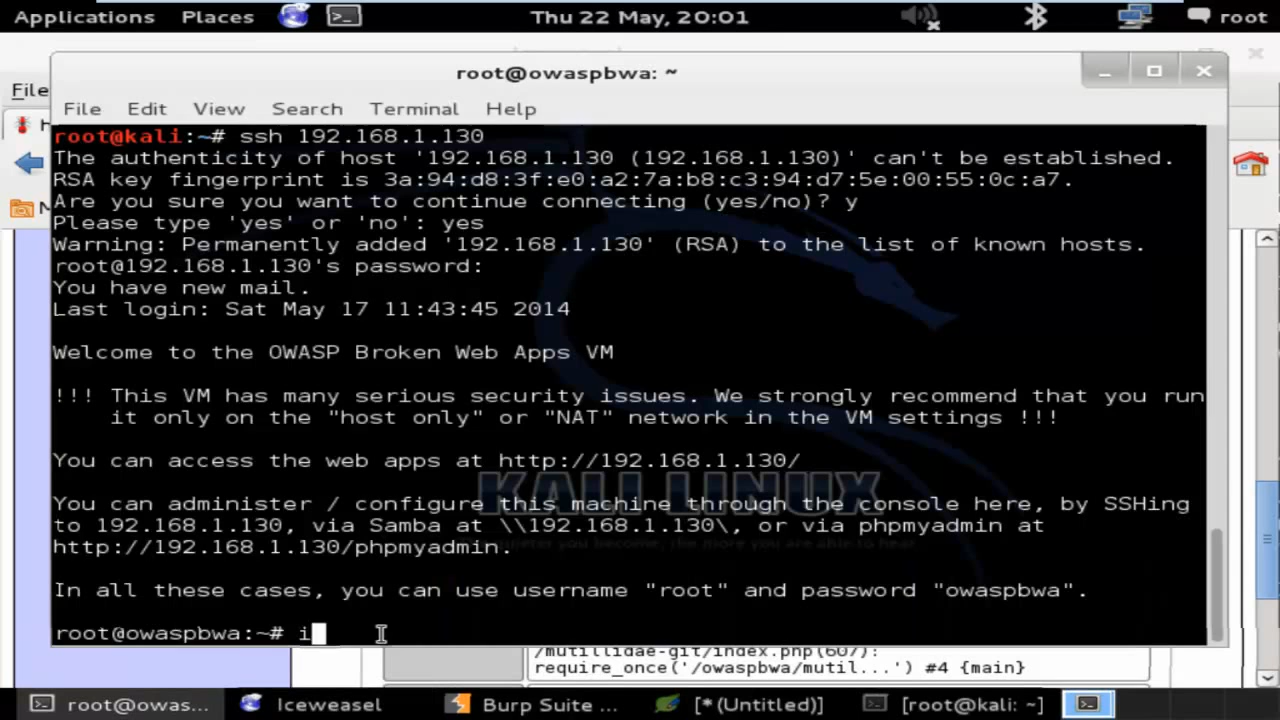 Applications Places Thu 22 May, 20:01 root
root@owaspbwa: ~
File
File Edit View Search Terminal Help
root@kali:~# ssh 192.168.1.130
The authenticity of host '192.168.1.130 (192.168.1.130)' can't be established.
RSA key fingerprint is 3a:94:d8:3f:e0:a2:7a:b8:c3:94:d7:5e:00:55:0c:a7.
Are you sure you want to continue connecting (yes/no)? y
Please type 'yes' or 'no': yes
Warning: Permanently added '192.168.1.130' (RSA) to the list of known hosts.
root@192.168.1.130's password:
You have new mail.
Last login: Sat May 17 11:43:45 2014
Welcome to the OWASP Broken Web Apps VM
!!! This VM has many serious security issues. We strongly recommend that you run
it only on the "host only" or "NAT" network in the VM settings !!!
You can access the web apps at http://192.168.1.130/
KALI LINUX
You can administer / configure this machine through the console here, by SSHing
to 192.168.1.130, via Samba at \\192.168.1.130\, or via phpmyadmin at
http://192.168.1.130/phpmyadmin.
In all these cases, you can use username "root" and password "owaspbwa".
root@owaspbwa:~# i
/mutillidae-git/index.php(607):
require_once('/owaspbwa/mutil...') #4 {main}
root@owas... Iceweasel Burp Suite ... [*(Untitled)] [root@kali: ~]